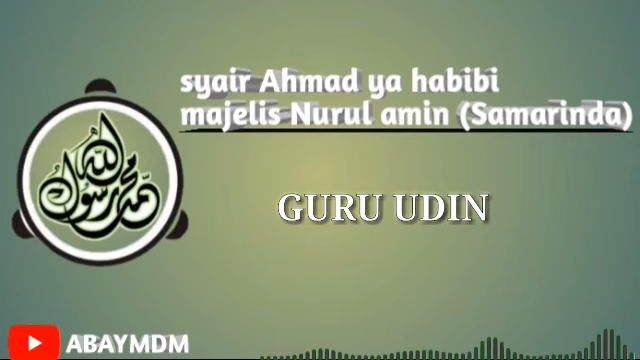 syair Ahmad ya habibi
majelis Nurul amin (Samarinda)
محمد رسول الله
GURU UDIN
ABAYMDM